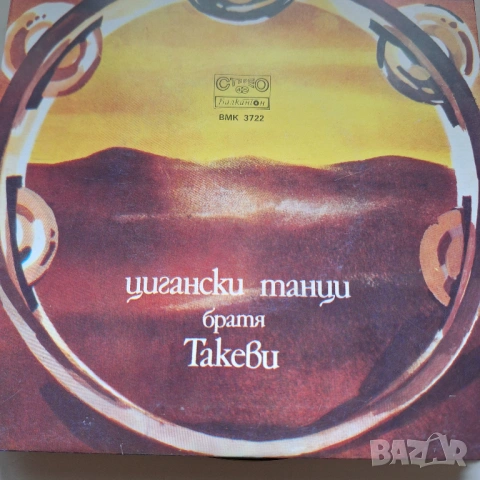 СТЕРЕО
Балкантон
ВМК 3722
цигански танци
братя
Такеви
BAZAR